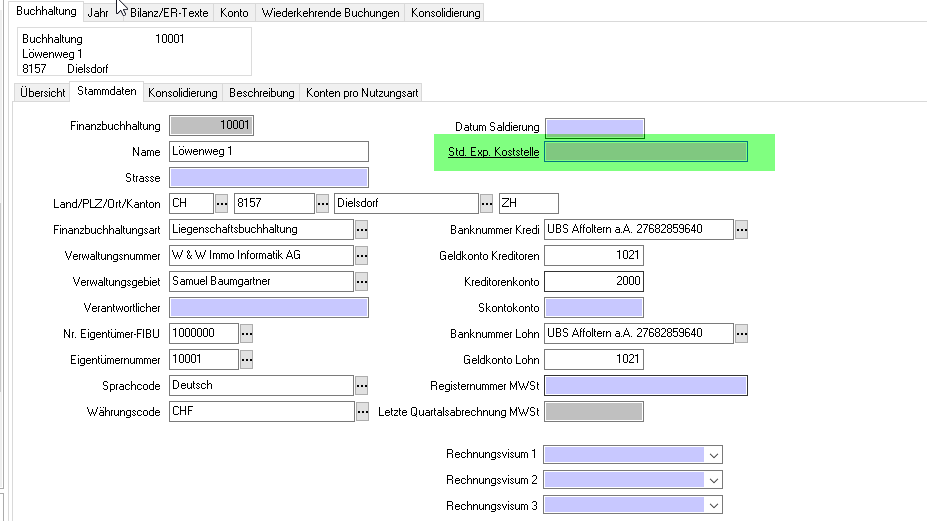 Buchhaltung Jahr Bilanz/ER-Texte Konto Wiederkehrende Buchungen Konsolidierung
Buchhaltung 10001
Löwenweg 1
8157 Dielsdorf
Übersicht Stammdaten Konsolidierung Beschreibung Konten pro Nutzungsart
Finanzbuchhaltung 10001 Datum Saldierung
Name Löwenweg 1 Std. Exp. Koststelle
Strasse
Land/PLZ/Ort/Kanton CH ... 8157 ... Dielsdorf ... ZH
Finanzbuchhaltungsart Liegenschaftsbuchhaltung ... Banknummer Kredi UBS Affoltern a.A. 27682859640 ...
Verwaltungsnummer W & W Immo Informatik AG ... Geldkonto Kreditoren 1021
Verwaltungsgebiet Samuel Baumgartner ... Kreditorenkonto 2000
Verantwortlicher Skontokonto
Nr. Eigentümer-FIBU 1000000 ... Banknummer Lohn UBS Affoltern a.A. 27682859640 ...
Eigentümernummer 10001 ... Geldkonto Lohn 1021
Sprachcode Deutsch ... Registernummer MWSt
Währungscode CHF ... Letzte Quartalsabrechnung MWSt
Rechnungsvisum 1
Rechnungsvisum 2
Rechnungsvisum 3